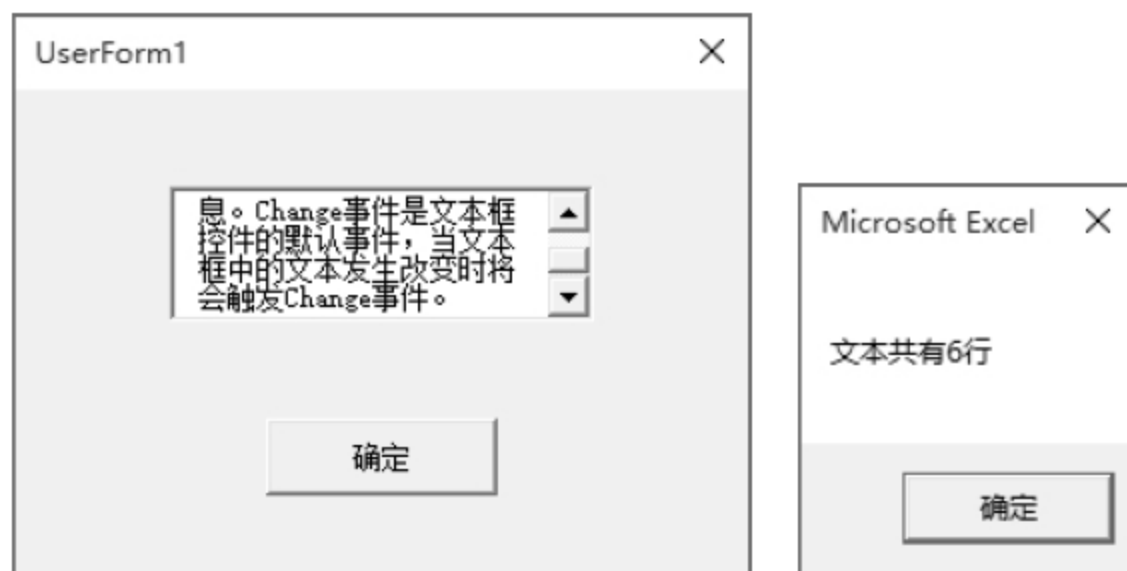 UserForm1
息。Change事件是文本框
控件的默认事件，当文本
框中的文本发生改变时将
会触发Change事件。
确定
Microsoft Excel
文本共有6行
确定